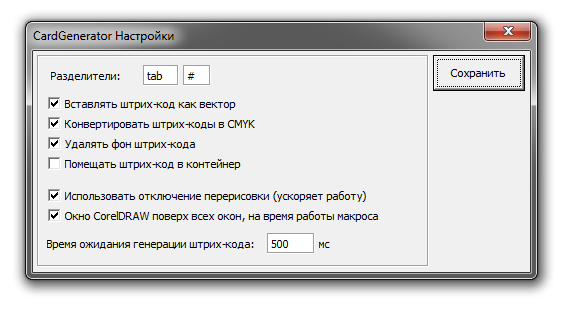 CardGenerator Настройки
Разделители: tab #
Сохранить
Вставлять штрих-код как вектор
Конвертировать штрих-коды в CMYK
Удалять фон штрих-кода
Помещать штрих-код в контейнер
Использовать отключение перерисовки (ускоряет работу)
Окно CorelDRAW поверх всех окон, на время работы макроса
Время ожидания генерации штрих-кода: 500 мс